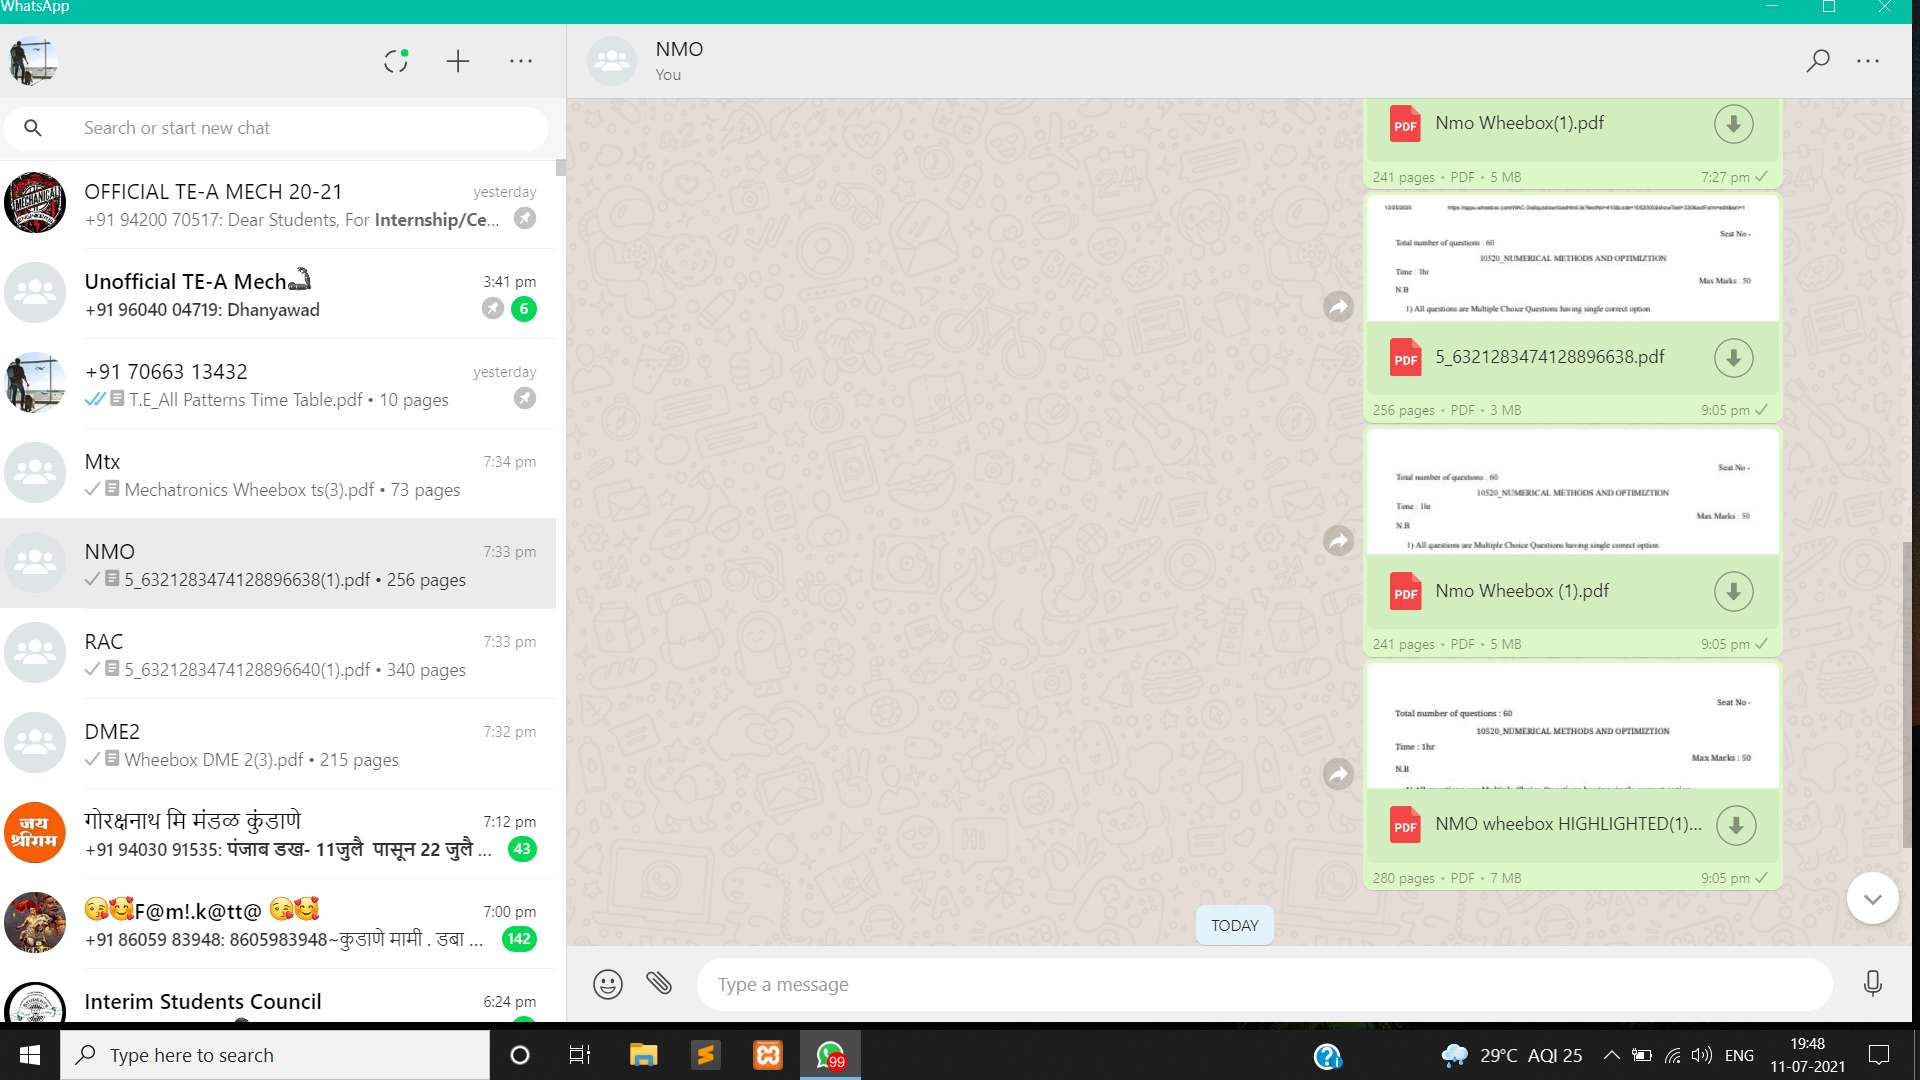 WhatsApp
Search or start new chat
OFFICIAL TE-A MECH 20-21
yesterday
+91 94200 70517: Dear Students, For Internship/Ce...
Unofficial TE-A Mech
3:41 pm
+91 96040 04719: Dhanyawad
6
+91 70663 13432
yesterday
T.E_All Patterns Time Table.pdf • 10 pages
Mtx
7:34 pm
Mechatronics Wheebox ts(3).pdf • 73 pages
NMO
7:33 pm
5_6321283474128896638(1).pdf • 256 pages
RAC
7:33 pm
5_6321283474128896640(1).pdf • 340 pages
DME2
7:32 pm
Wheebox DME 2(3).pdf • 215 pages
जय
श्रीराम
गोरक्षनाथ मि मंडळ कुंडाणे
7:12 pm
+91 94030 91535: पंजाब डख- 11जुलै पासून 22 जुलै ...
43
😘🥰F@m!.k@tt@ 😘🥰
7:00 pm
+91 86059 83948: 8605983948~कुडाणे मामी . डबा ...
142
Interim Students Council
6:24 pm
NMO
You
PDF
Nmo Wheebox(1).pdf
241 pages • PDF • 5 MB
7:27 pm
12/25/2020
Seat No -
Total number of questions : 60
10520_NUMERICAL METHODS AND OPTIMIZTION
Time : 1hr
Max Marks : 50
N.B
1) All questions are Multiple Choice Questions having single correct option
PDF
5_6321283474128896638.pdf
256 pages • PDF • 3 MB
9:05 pm
Seat No -
Total number of questions : 60
10520_NUMERICAL METHODS AND OPTIMIZTION
Time : 1hr
Max Marks : 50
N.B
1) All questions are Multiple Choice Questions having single correct option
PDF
Nmo Wheebox (1).pdf
241 pages • PDF • 5 MB
9:05 pm
Seat No -
Total number of questions : 60
10520_NUMERICAL METHODS AND OPTIMIZTION
Time : 1hr
Max Marks : 50
N.B
PDF
NMO wheebox HIGHLIGHTED(1)...
280 pages • PDF • 7 MB
9:05 pm
TODAY
Type a message
Type here to search
99
29°C AQI 25
ENG
19:48
11-07-2021